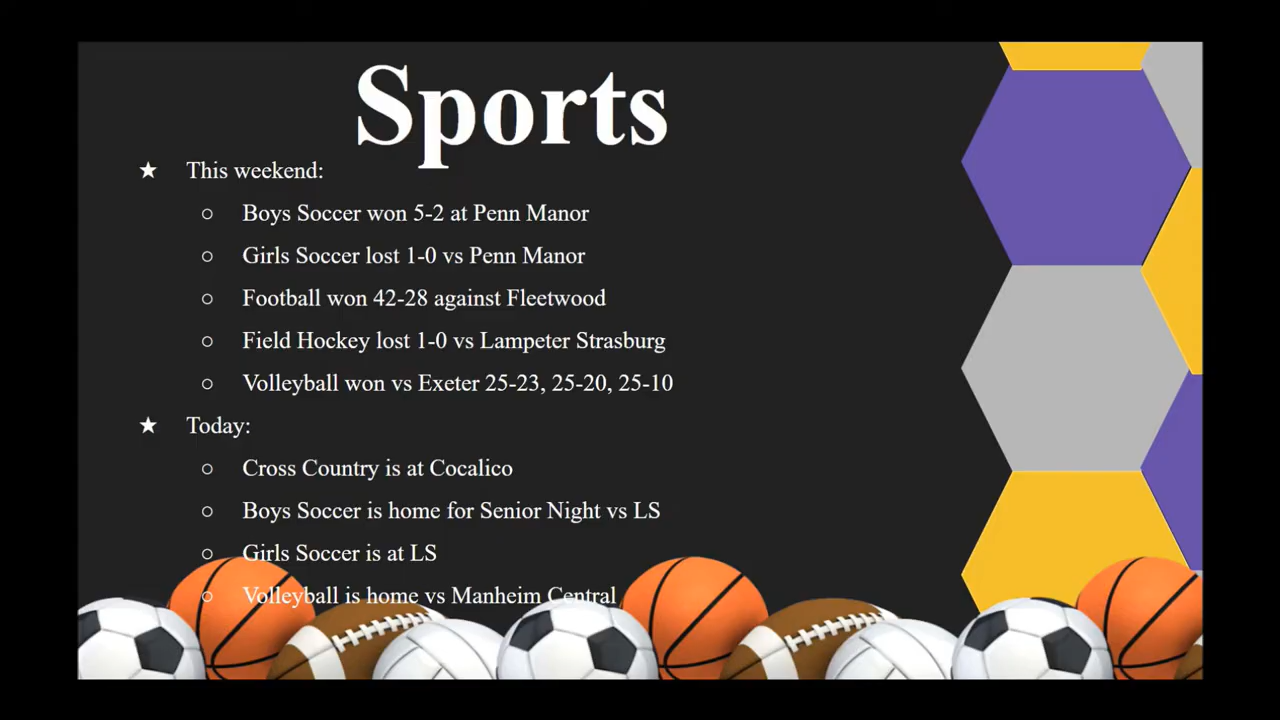 Sports
★ This weekend:
○ Boys Soccer won 5-2 at Penn Manor
○ Girls Soccer lost 1-0 vs Penn Manor
○ Football won 42-28 against Fleetwood
○ Field Hockey lost 1-0 vs Lampeter Strasburg
○ Volleyball won vs Exeter 25-23, 25-20, 25-10
★ Today:
○ Cross Country is at Cocalico
○ Boys Soccer is home for Senior Night vs LS
○ Girls Soccer is at LS
○ Volleyball is home vs Manheim Central